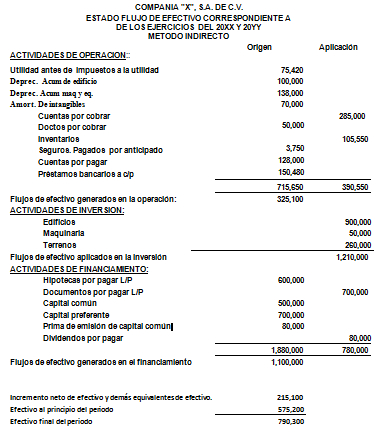 COMPANIA "X", S.A. DE C.V.
ESTADO FLUJO DE EFECTIVO CORRESPONDIENTE A
DE LOS EJERCICIOS DEL 20XX Y 20YY
METODO INDIRECTO
Origen Aplicación
ACTIVIDADES DE OPERACION::
Utilidad antes de impuestos a la utilidad 75,420
Deprec. Acum de edificio 100,000
Deprec. Acum maq y eq. 138,000
Amort. De intangibles 70,000
Cuentas por cobrar 285,000
Doctos por cobrar 50,000
Inventarios 105,550
Seguros. Pagados por anticipado 3,750
Cuentas por pagar 128,000
Préstamos bancarios a c/p 150,480
715,650 390,550
Flujos de efectivo generados en la operación: 325,100
ACTIVIDADES DE INVERSION:
Edificios 900,000
Maquinaria 50,000
Terrenos 260,000
Flujos de efectivo aplicados en la inversión 1,210,000
ACTIVIDADES DE FINANCIAMIENTO:
Hipotecas por pagar L/P 600,000
Documentos por pagar L/P 700,000
Capital común 500,000
Capital preferente 700,000
Prima de emisión de capital común 80,000
Dividendos por pagar 80,000
1,880,000 780,000
Flujos de efectivo generados en el financiamiento 1,100,000
Incremento neto de efectivo y demás equivalentes de efectivo. 215,100
Efectivo al principio del periodo 575,200
Efectivo final del periodo 790,300